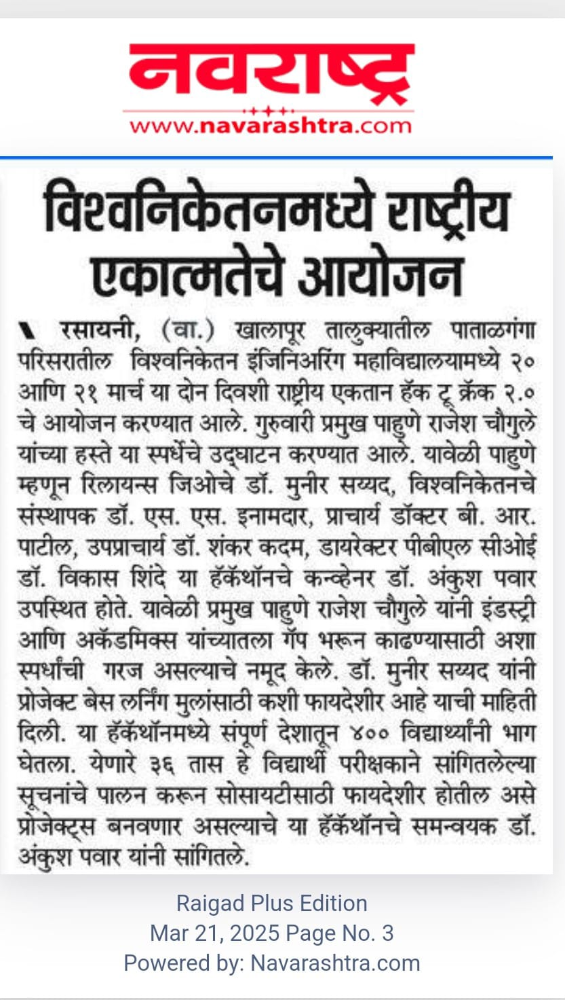 नवराष्ट्र
www.navarashtra.com
विश्वनिकेतनमध्ये राष्ट्रीय
एकात्मतेचे आयोजन
रसायनी, (वा.) खालापूर तालुक्यातील पाताळगंगा
परिसरातील विश्वनिकेतन इंजिनिअरिंग महाविद्यालयामध्ये २०
आणि २१ मार्च या दोन दिवशी राष्ट्रीय एकतान हॅक टू क्रॅक २.०
चे आयोजन करण्यात आले. गुरुवारी प्रमुख पाहुणे राजेश चौगुले
यांच्या हस्ते या स्पर्धेचे उद्घाटन करण्यात आले. यावेळी पाहुणे
म्हणून रिलायन्स जिओचे डॉ. मुनीर सय्यद, विश्वनिकेतनचे
संस्थापक डॉ. एस. एस. इनामदार, प्राचार्य डॉक्टर बी. आर.
पाटील, उपप्राचार्य डॉ. शंकर कदम, डायरेक्टर पीबीएल सीओई
डॉ. विकास शिंदे या हॅकॅथॉनचे कन्व्हेनर डॉ. अंकुश पवार
उपस्थित होते. यावेळी प्रमुख पाहुणे राजेश चौगुले यांनी इंडस्ट्री
आणि अकॅडमिक्स यांच्यातला गॅप भरून काढण्यासाठी अशा
स्पर्धांची गरज असल्याचे नमूद केले. डॉ. मुनीर सय्यद यांनी
प्रोजेक्ट बेस लर्निंग मुलांसाठी कशी फायदेशीर आहे याची माहिती
दिली. या हॅकॅथॉनमध्ये संपूर्ण देशातून ४०० विद्यार्थ्यांनी भाग
घेतला. येणारे ३६ तास हे विद्यार्थी परीक्षकाने सांगितलेल्या
सूचनांचे पालन करून सोसायटीसाठी फायदेशीर होतील असे
प्रोजेक्ट्स बनवणार असल्याचे या हॅकॅथॉनचे समन्वयक डॉ.
अंकुश पवार यांनी सांगितले.
Raigad Plus Edition
Mar 21, 2025 Page No. 3
Powered by: Navarashtra.com